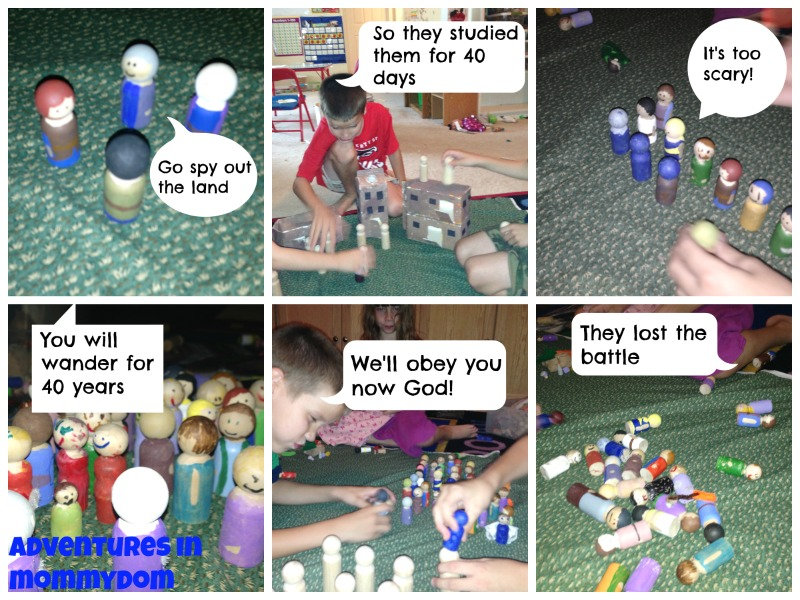 Go spy out
the land
So they studied
them for 40
days
It's too
scary!
You will
wander for
40 years
We'll obey you
now God!
They lost the
battle
Adventures in
mommydom